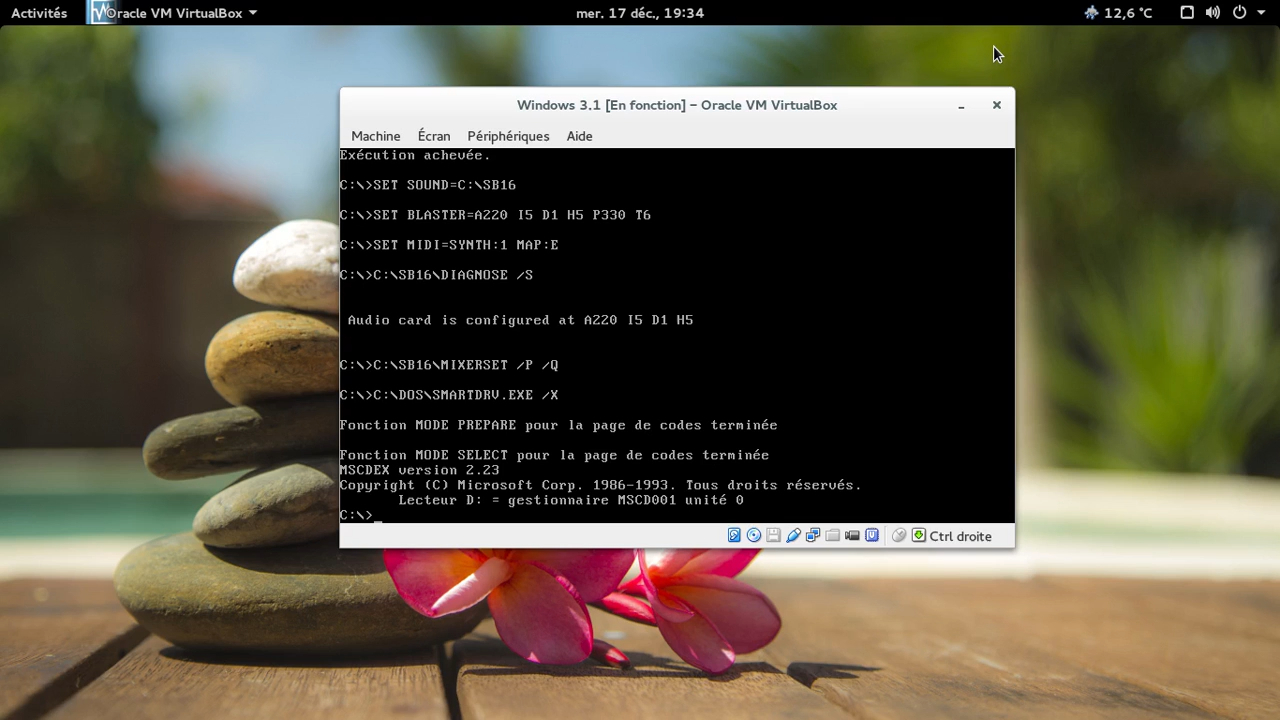 Activités
Oracle VM VirtualBox
mer. 17 déc., 19:34
12,6 °C
Windows 3.1 [En fonction] – Oracle VM VirtualBox
Machine Écran Périphériques Aide
Exécution achevée.
C:\>SET SOUND=C:\SB16
C:\>SET BLASTER=A220 I5 D1 H5 P330 T6
C:\>SET MIDI=SYNTH:1 MAP:E
C:\>C:\SB16\DIAGNOSE /S
Audio card is configured at A220 I5 D1 H5
C:\>C:\SB16\MIXERSET /P /Q
C:\>C:\DOS\SMARTDRV.EXE /X
Fonction MODE PREPARE pour la page de codes terminée
Fonction MODE SELECT pour la page de codes terminée
MSCDEX version 2.23
Copyright (C) Microsoft Corp. 1986-1993. Tous droits réservés.
Lecteur D: = gestionnaire MSCD001 unité 0
C:\>_
Ctrl droite